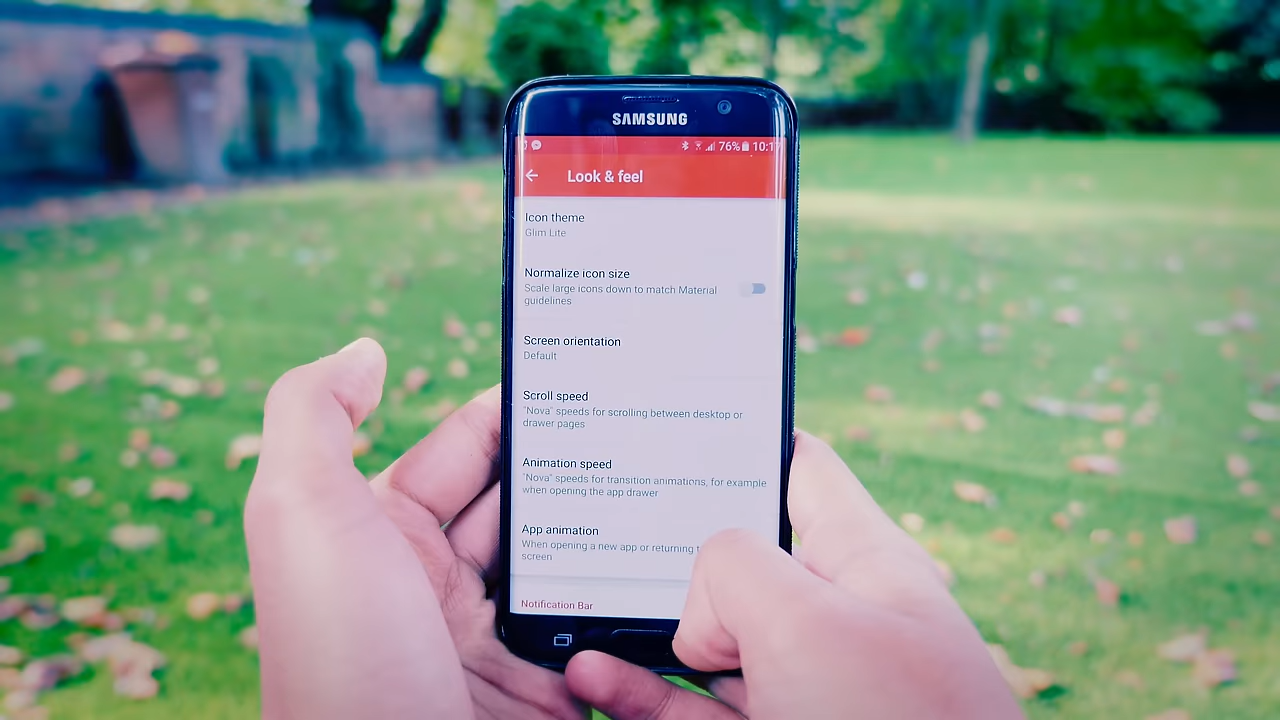 SAMSUNG
76% 10:1
Look & feel
Icon theme
Glim Lite
Normalize icon size
Scale large icons down to match Material
guidelines
Screen orientation
Default
Scroll speed
"Nova" speeds for scrolling between desktop or
drawer pages
Animation speed
"Nova" speeds for transition animations, for example
when opening the app drawer
App animation
When opening a new app or returning
screen
Notification Bar